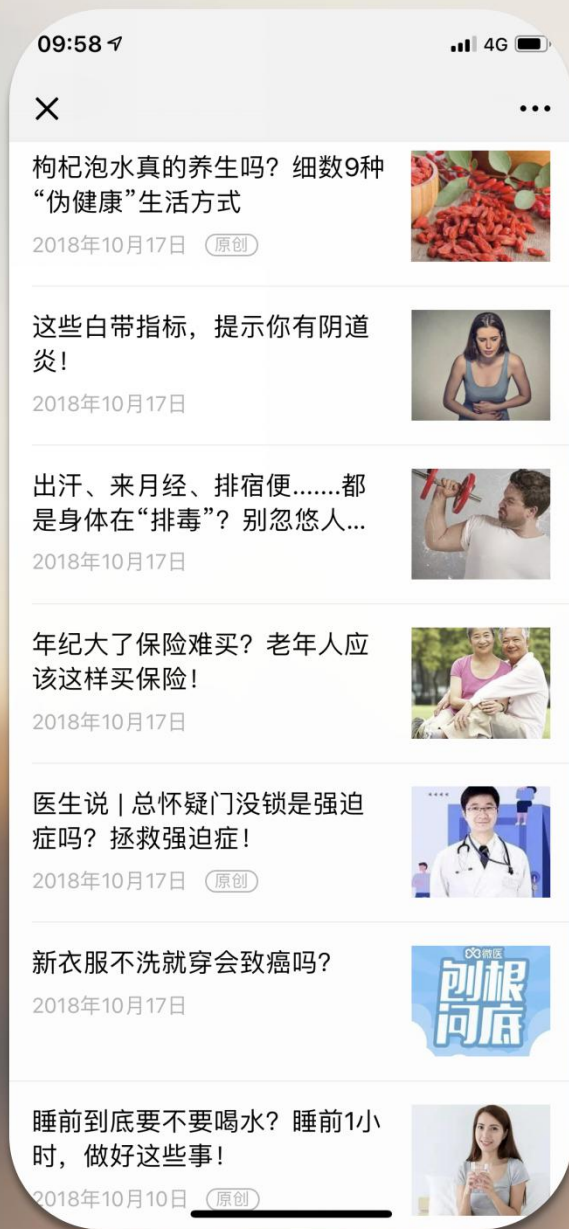 09:58
4G
枸杞泡水真的养生吗？细数9种
“伪健康”生活方式
2018年10月17日 原创
这些白带指标，提示你有阴道
炎！
2018年10月17日
出汗、来月经、排宿便.......都
是身体在“排毒”？别忽悠人...
2018年10月17日
年纪大了保险难买？老年人应
该这样买保险！
2018年10月17日
医生说 | 总怀疑门没锁是强迫
症吗？拯救强迫症！
2018年10月17日 原创
新衣服不洗就穿会致癌吗？
2018年10月17日
微医
刨根
问底
睡前到底要不要喝水？睡前1小
时，做好这些事！
2018年10月10日 原创